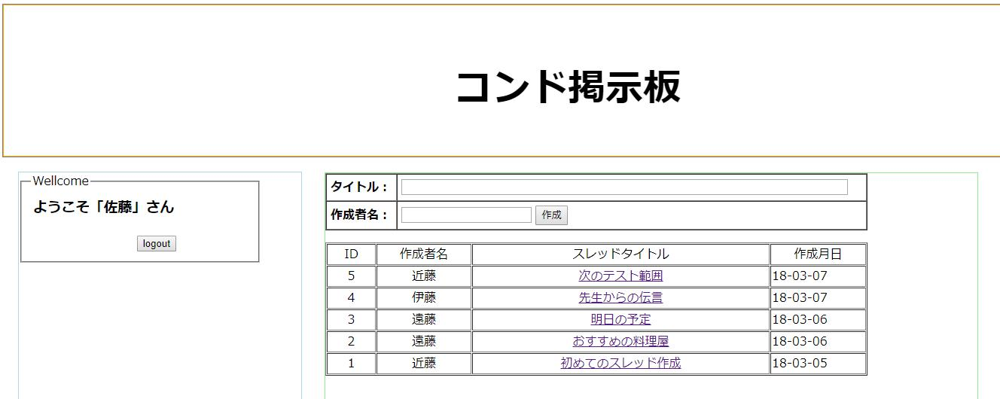 コンド掲示板
Wellcome
ようこそ「佐藤」さん
logout
タイトル：
作成者名： 作成
ID 作成者名 スレッドタイトル 作成月日
5 近藤 次のテスト範囲 18-03-07
4 伊藤 先生からの伝言 18-03-07
3 遠藤 明日の予定 18-03-06
2 遠藤 おすすめの料理屋 18-03-06
1 近藤 初めてのスレッド作成 18-03-05